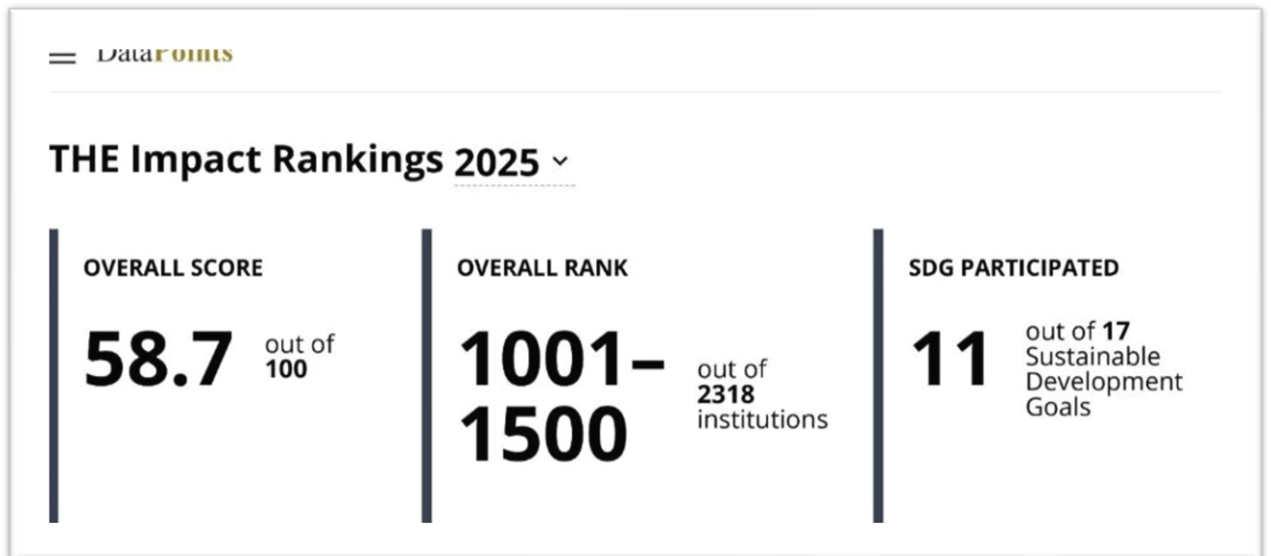 DataPoints
THE Impact Rankings 2025
OVERALL SCORE
58.7
out of
100
OVERALL RANK
1001–
1500
out of
2318
institutions
SDG PARTICIPATED
11
out of 17
Sustainable
Development
Goals